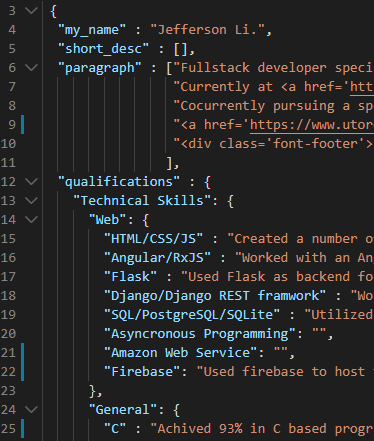 3 {
4 "my_name" : "Jefferson Li.",
5 "short_desc" : [],
6 "paragraph" : ["Fullstack developer speci
7 "Currently at <a href='htt
8 "Cocurrently pursuing a sp
9 "<a href='https://www.utor
10 "<div class='font-footer'>
11 ],
12 "qualifications" : {
13 "Technical Skills": {
14 "Web": {
15 "HTML/CSS/JS" : "Created a number o
16 "Angular/RxJS" : "Worked with an An
17 "Flask" : "Used Flask as backend fo
18 "Django/Django REST framwork" : "Wo
19 "SQL/PostgreSQL/SQLite" : "Utilized
20 "Asyncronous Programming": "",
21 "Amazon Web Service": "",
22 "Firebase": "Used firebase to host
23 },
24 "General": {
25 "C" : "Achived 93% in C based progr